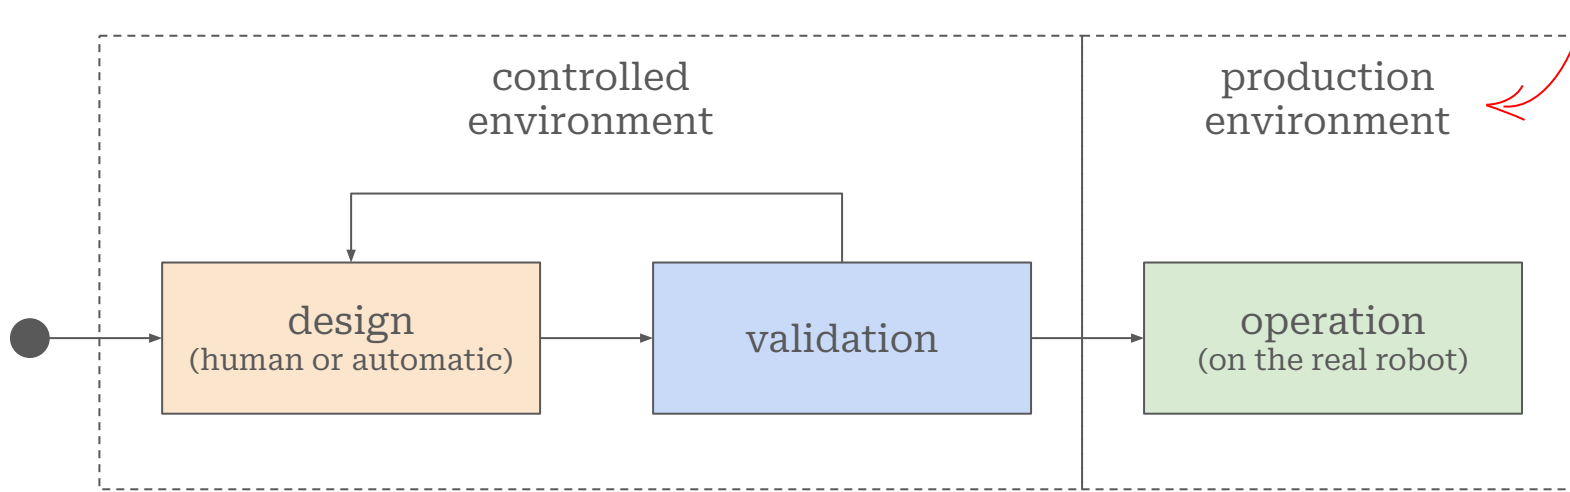 controlled
environment
production
environment
design
(human or automatic)
validation
operation
(on the real robot)